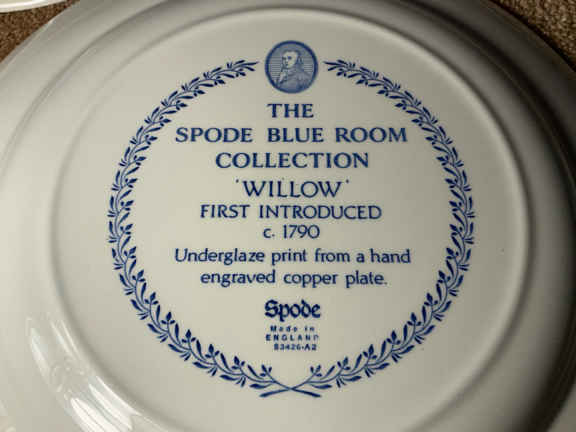 THE
SPODE BLUE ROOM
COLLECTION
'WILLOW'
FIRST INTRODUCED
c. 1790
Underglaze print from a hand
engraved copper plate.
Spode
Made in
ENGLAND
S3426-A2